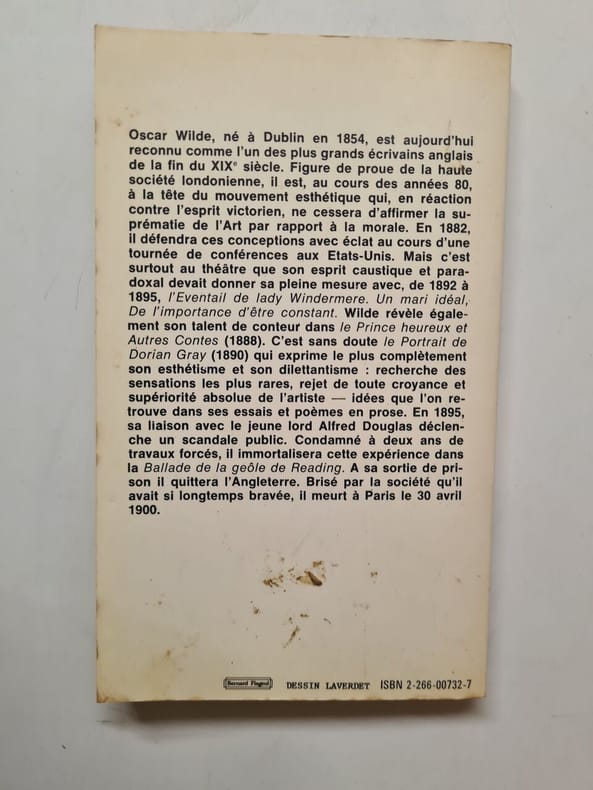 Oscar Wilde, né à Dublin en 1854, est aujourd'hui
reconnu comme l'un des plus grands écrivains anglais
de la fin du XIXe siècle. Figure de proue de la haute
société londonienne, il est, au cours des années 80,
à la tête du mouvement esthétique qui, en réaction
contre l'esprit victorien, ne cessera d'affirmer la su-
prématie de l'Art par rapport à la morale. En 1882,
il défendra ces conceptions avec éclat au cours d'une
tournée de conférences aux Etats-Unis. Mais c'est
surtout au théâtre que son esprit caustique et para-
doxal devait donner sa pleine mesure avec, de 1892 à
1895, l'Eventail de lady Windermere. Un mari idéal,
De l'importance d'être constant. Wilde révèle égale-
ment son talent de conteur dans le Prince heureux et
Autres Contes (1888). C'est sans doute le Portrait de
Dorian Gray (1890) qui exprime le plus complètement
son esthétisme et son dilettantisme : recherche des
sensations les plus rares, rejet de toute croyance et
supériorité absolue de l'artiste — idées que l'on re-
trouve dans ses essais et poèmes en prose. En 1895,
sa liaison avec le jeune lord Alfred Douglas déclen-
che un scandale public. Condamné à deux ans de
travaux forcés, il immortalisera cette expérience dans
la Ballade de la geôle de Reading. A sa sortie de pri-
son il quittera l'Angleterre. Brisé par la société qu'il
avait si longtemps bravée, il meurt à Paris le 30 avril
1900.
Bernard Plagnol DESSIN LAVERDET ISBN 2-266-00732-7